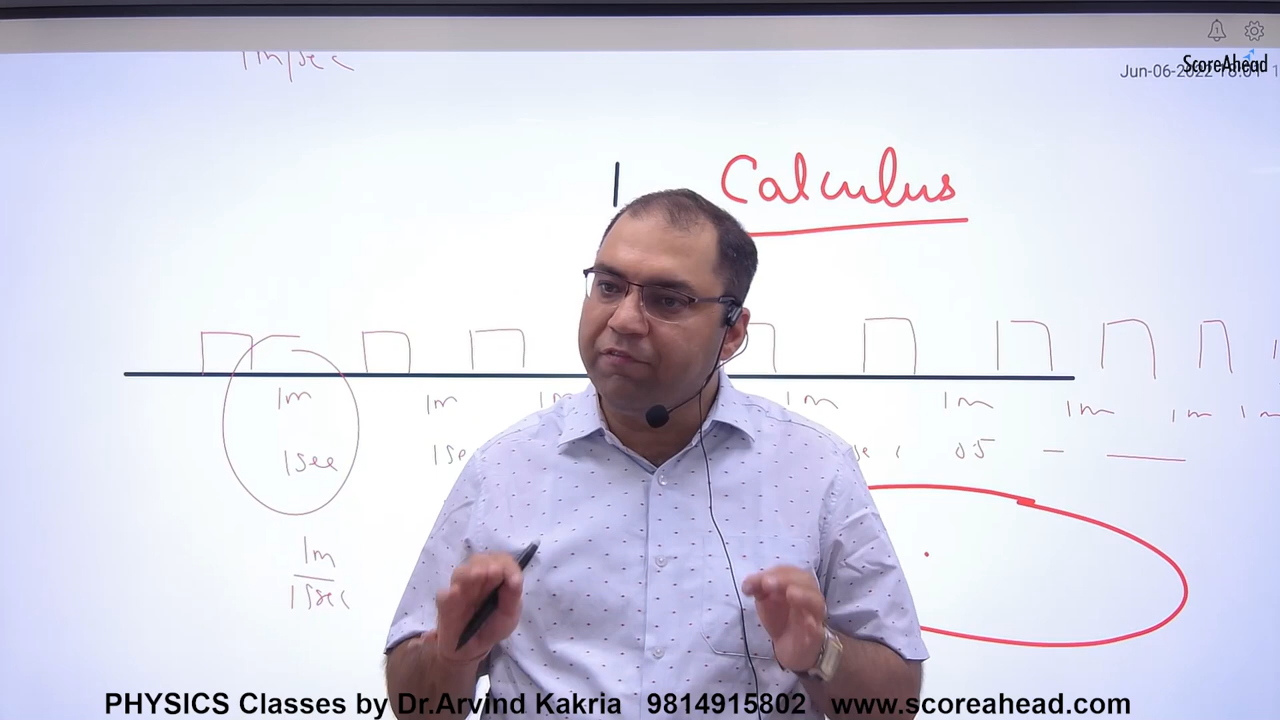 1m/sec
ScoreAhead
Jun-06-2022
Calculus
1m 1m 1m 1m 1m 1m 1m
1sec 0.5
1m
1sec
PHYSICS Classes by Dr.Arvind Kakria 9814915802 www.scoreahead.com